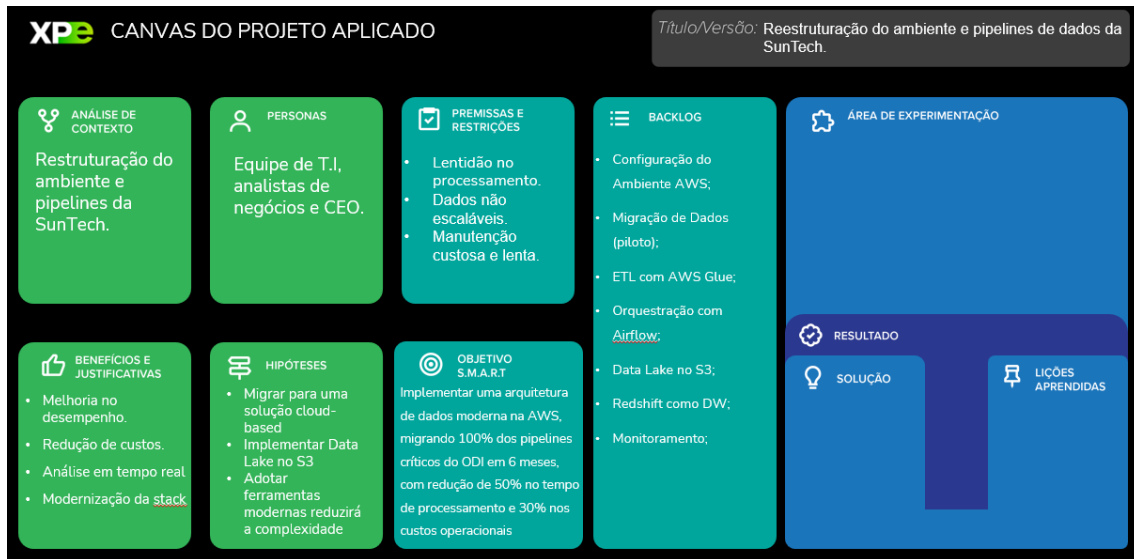 XPe CANVAS DO PROJETO APLICADO
Título/Versão: Reestruturação do ambiente e pipelines de dados da
SunTech.
ANÁLISE DE
CONTEXTO
Restruturação do
ambiente e
pipelines da
SunTech.
PERSONAS
Equipe de T.I,
analistas de
negócios e CEO.
PREMISSAS E
RESTRIÇÕES
• Lentidão no
processamento.
• Dados não
escaláveis.
• Manutenção
custosa e lenta.
BACKLOG
• Configuração do
Ambiente AWS;
• Migração de Dados
(piloto);
• ETL com AWS Glue;
• Orquestração com
Airflow;
• Data Lake no S3;
• Redshift como DW;
• Monitoramento;
ÁREA DE EXPERIMENTAÇÃO
BENEFÍCIOS E
JUSTIFICATIVAS
• Melhoria no
desempenho.
• Redução de custos.
• Análise em tempo real
• Modernização da stack
HIPÓTESES
• Migrar para uma
solução cloud-
based
• Implementar Data
Lake no S3
• Adotar
ferramentas
modernas reduzirá
a complexidade
OBJETIVO
S.M.A.R.T
Implementar uma arquitetura
de dados moderna na AWS,
migrando 100% dos pipelines
críticos do ODI em 6 meses,
com redução de 50% no tempo
de processamento e 30% nos
custos operacionais
RESULTADO
SOLUÇÃO
LIÇÕES
APRENDIDAS